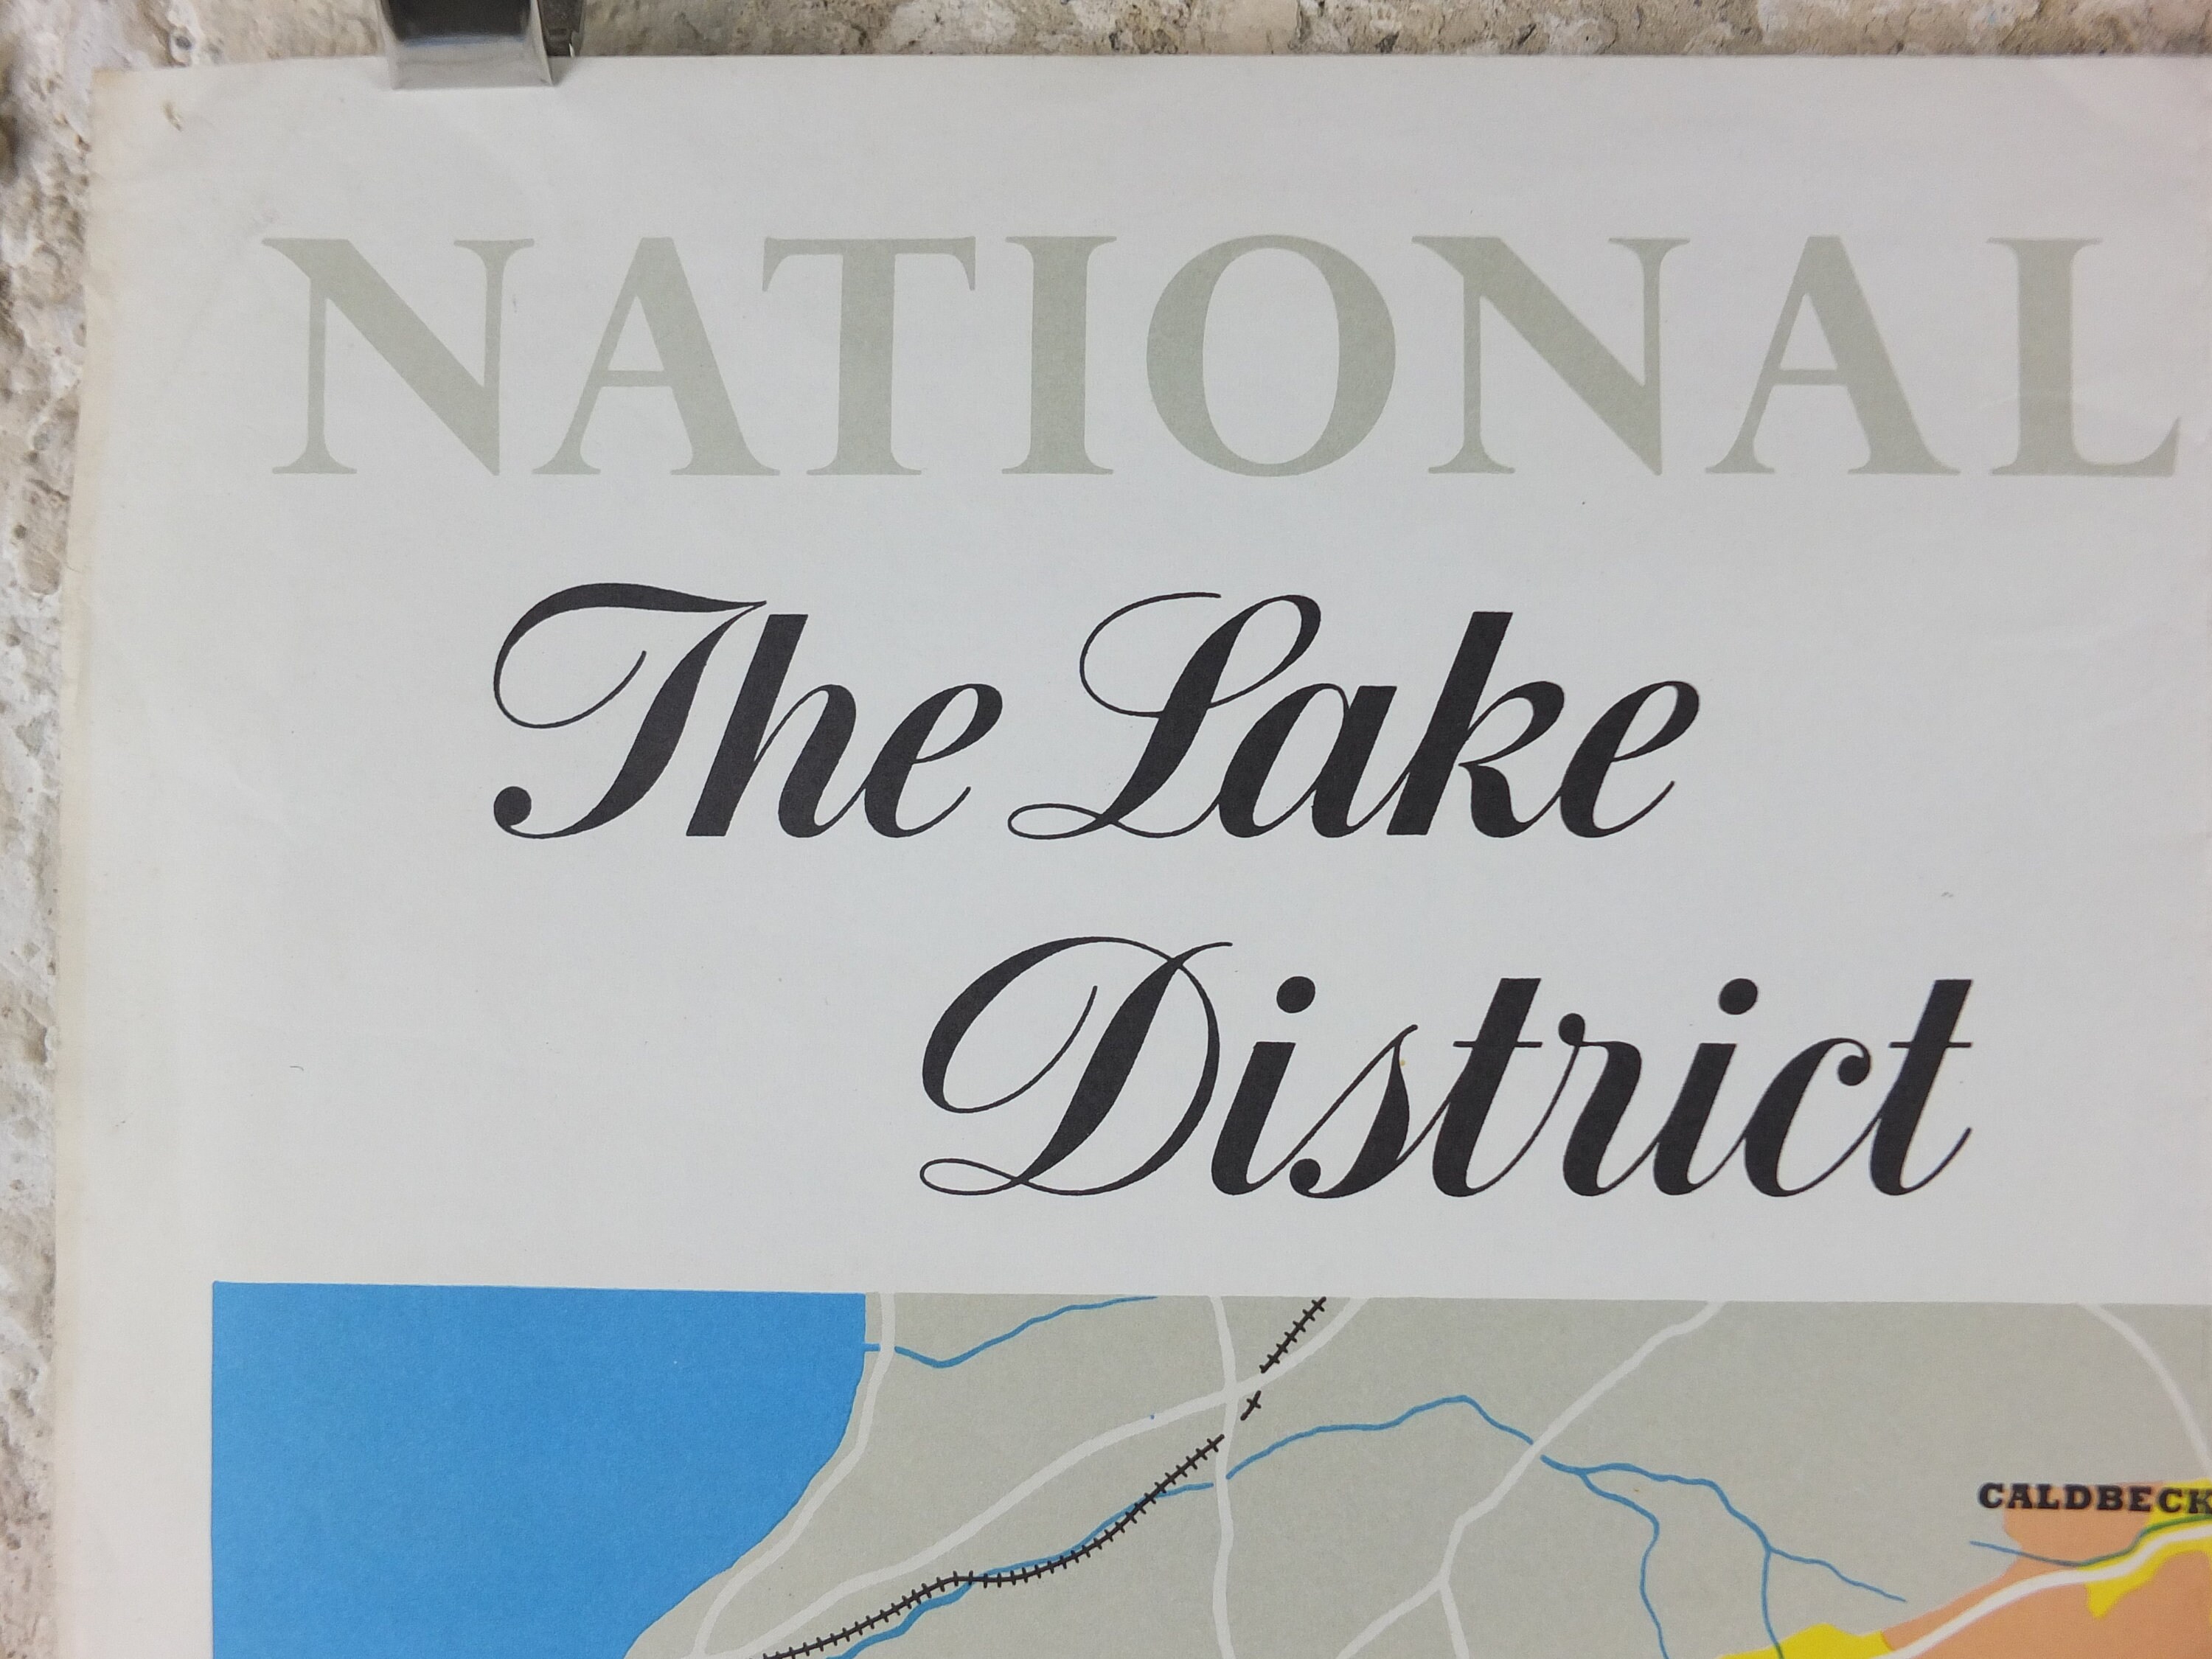 NATIONAL
The Lake
District
CALDBECK